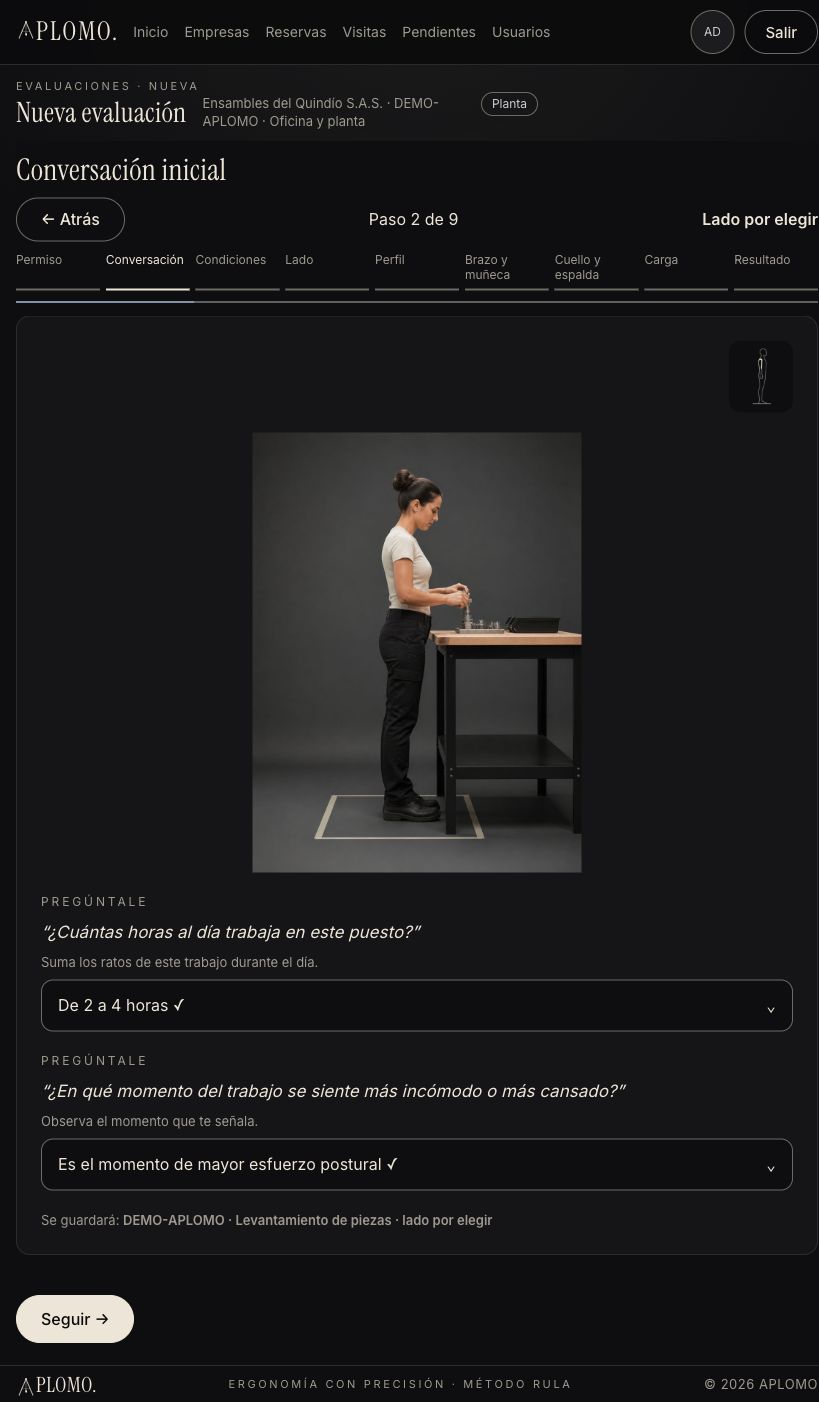 APLOMO.
Inicio
Empresas
Reservas
Visitas
Pendientes
Usuarios
AD
Salir
EVALUACIONES · NUEVA
Nueva evaluación
Ensambles del Quindío S.A.S. · DEMO-
APLOMO · Oficina y planta
Planta
Conversación inicial
← Atrás
Paso 2 de 9
Lado por elegir
Permiso
Conversación
Condiciones
Lado
Perfil
Brazo y
muñeca
Cuello y
espalda
Carga
Resultado
PREGÚNTALE
“¿Cuántas horas al día trabaja en este puesto?”
Suma los ratos de este trabajo durante el día.
De 2 a 4 horas ✓
PREGÚNTALE
“¿En qué momento del trabajo se siente más incómodo o más cansado?”
Observa el momento que te señala.
Es el momento de mayor esfuerzo postural ✓
Se guardará: DEMO-APLOMO · Levantamiento de piezas · lado por elegir
Seguir →
APLOMO.
ERGONOMÍA CON PRECISIÓN · MÉTODO RULA
© 2026 APLOMO